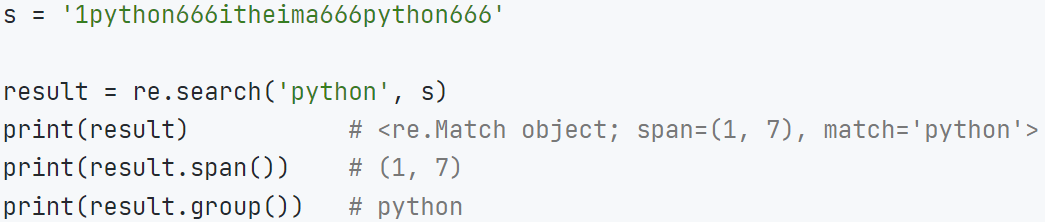 s = '1python666itheima666python666'
result = re.search('python', s)
print(result)           # <re.Match object; span=(1, 7), match='python'>
print(result.span())    # (1, 7)
print(result.group())   # python